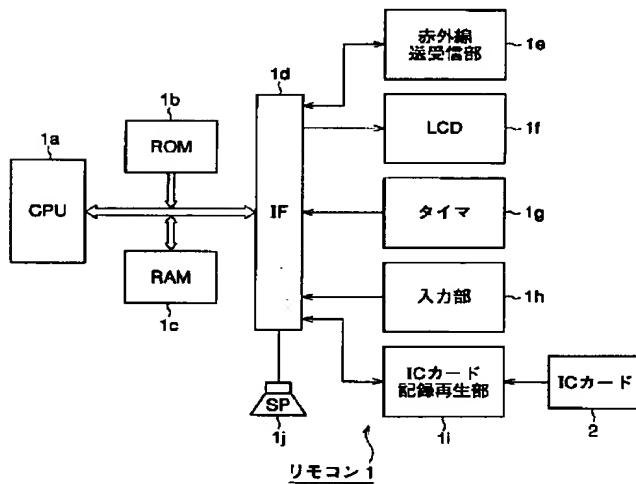 1a
CPU
1b
ROM
RAM
1c
1d
IF
SP
1j
赤外線
送受信部
1e
LCD
1f
タイマ
1g
入力部
1h
ICカード
記録再生部
1i
ICカード
2
リモコン 1